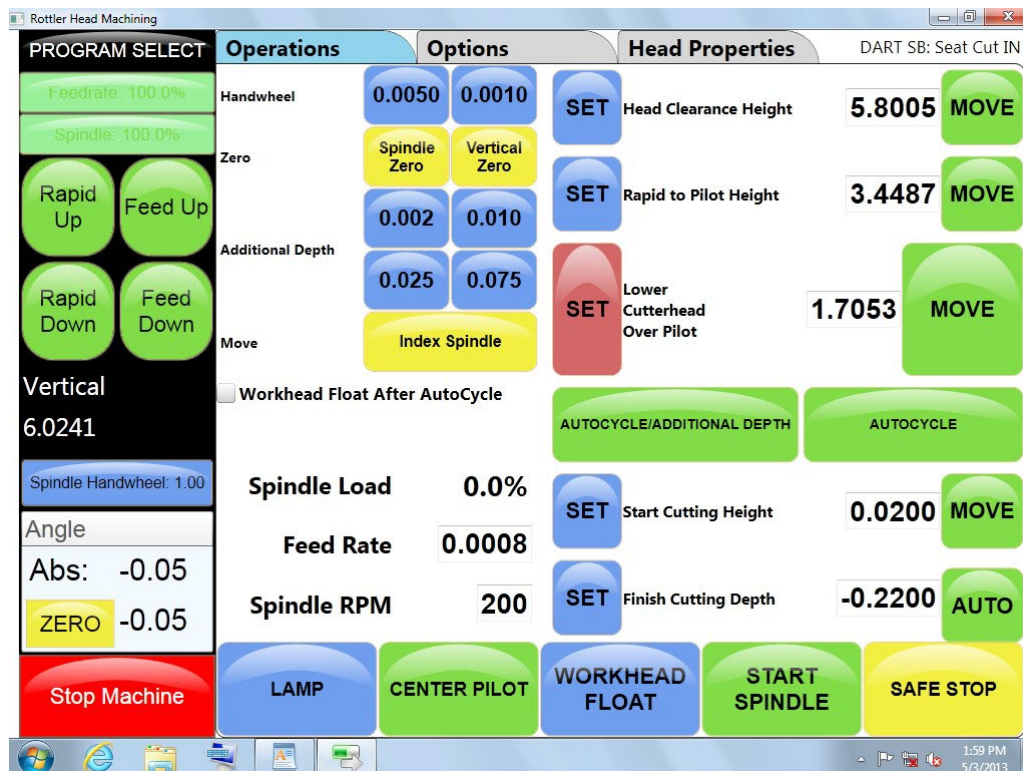 Rottler Head Machining
PROGRAM SELECT
Operations
Options
Head Properties
DART SB: Seat Cut IN
Feedrate: 100.0%
Spindle: 100.0%
Rapid Up
Feed Up
Rapid Down
Feed Down
Vertical
6.0241
Spindle Handwheel: 1.00
Angle
Abs: -0.05
ZERO -0.05
Stop Machine
Handwheel
0.0050
0.0010
Zero
Spindle Zero
Vertical Zero
Additional Depth
0.002
0.010
0.025
0.075
Move
Index Spindle
Workhead Float After AutoCycle
Spindle Load 0.0%
Feed Rate 0.0008
Spindle RPM 200
SET Head Clearance Height 5.8005 MOVE
SET Rapid to Pilot Height 3.4487 MOVE
SET Lower Cutterhead Over Pilot 1.7053 MOVE
AUTOCYCLE/ADDITIONAL DEPTH
AUTOCYCLE
SET Start Cutting Height 0.0200 MOVE
SET Finish Cutting Depth -0.2200 AUTO
LAMP
CENTER PILOT
WORKHEAD FLOAT
START SPINDLE
SAFE STOP
1:59 PM
5/3/2013